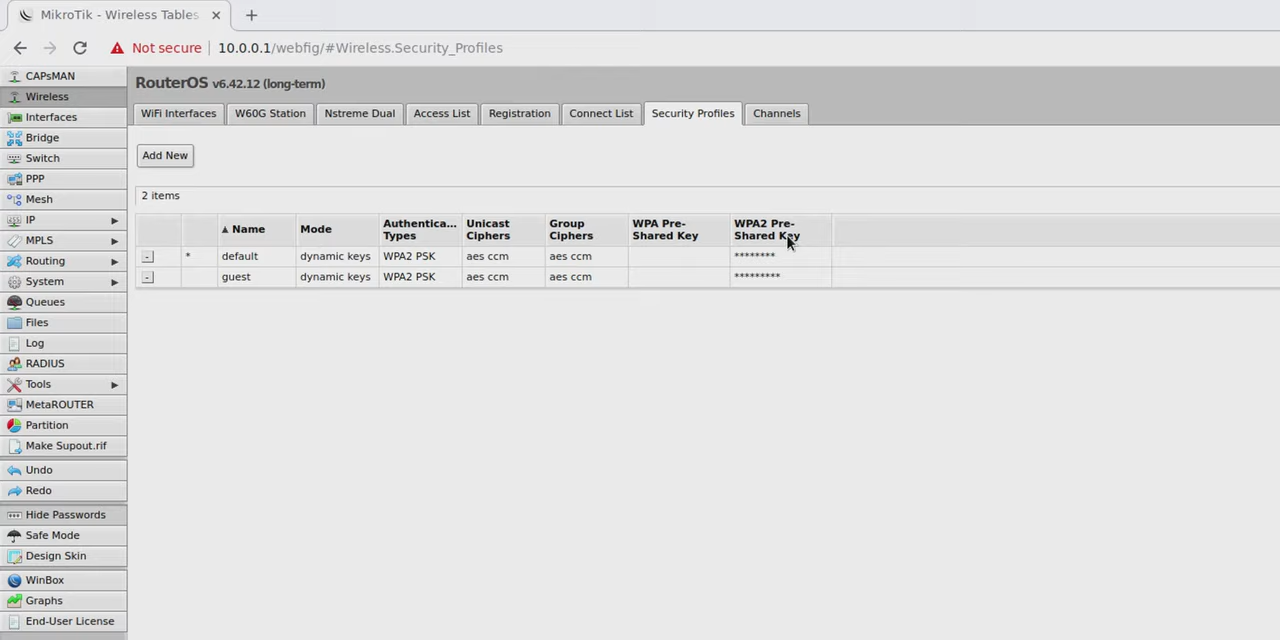 MikroTik - Wireless Tables
Not secure 10.0.0.1/webfig/#Wireless.Security_Profiles
CAPsMAN
Wireless
Interfaces
Bridge
Switch
PPP
Mesh
IP
MPLS
Routing
System
Queues
Files
Log
RADIUS
Tools
MetaROUTER
Partition
Make Supout.rif
Undo
Redo
Hide Passwords
Safe Mode
Design Skin
WinBox
Graphs
End-User License
RouterOS v6.42.12 (long-term)
WiFi Interfaces W60G Station Nstreme Dual Access List Registration Connect List Security Profiles Channels
Add New
2 items
Name Mode Authentica... Types Unicast Ciphers Group Ciphers WPA Pre-Shared Key WPA2 Pre-Shared Key
- * default dynamic keys WPA2 PSK aes ccm aes ccm ********
- guest dynamic keys WPA2 PSK aes ccm aes ccm *********